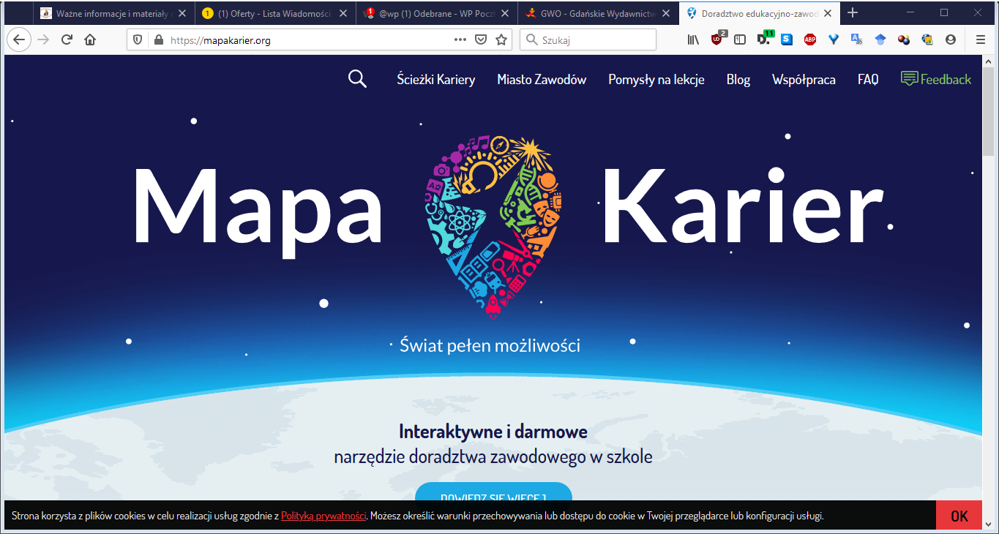 Ważne informacje i materiały
(1) Oferty - Lista Wiadomości
@wp (1) Odebrane - WP Poczt
GWO - Gdańskie Wydawnictw
Doradztwo edukacyjno-zawod
https://mapakarier.org
Szukaj
2
11
ABP
Ścieżki Kariery
Miasto Zawodów
Pomysły na lekcje
Blog
Współpraca
FAQ
Feedback
Mapa Karier
Świat pełen możliwości
Interaktywne i darmowe
narzędzie doradztwa zawodowego w szkole
DOWIEDZ SIĘ WIĘCEJ
Strona korzysta z plików cookies w celu realizacji usług zgodnie z Polityką prywatności. Możesz określić warunki przechowywania lub dostępu do cookie w Twojej przeglądarce lub konfiguracji usługi.
OK